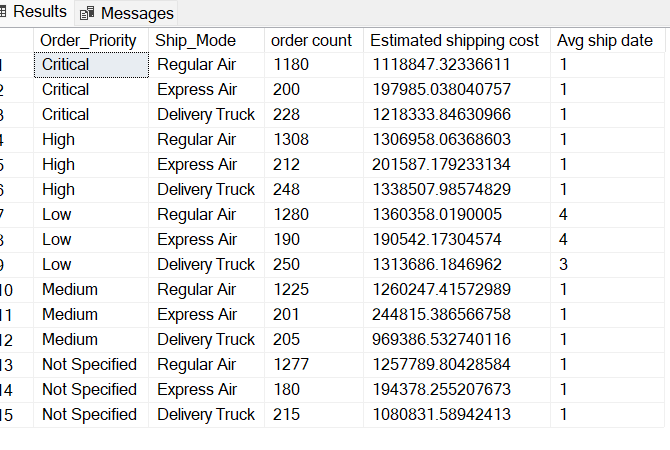 Results Messages
Order_Priority Ship_Mode order count Estimated shipping cost Avg ship date
1 Critical Regular Air 1180 1118847.32336611 1
2 Critical Express Air 200 197985.038040757 1
3 Critical Delivery Truck 228 1218333.84630966 1
4 High Regular Air 1308 1306958.06368603 1
5 High Express Air 212 201587.179233134 1
6 High Delivery Truck 248 1338507.98574829 1
7 Low Regular Air 1280 1360358.0190005 4
8 Low Express Air 190 190542.17304574 4
9 Low Delivery Truck 250 1313686.1846962 3
10 Medium Regular Air 1225 1260247.41572989 1
11 Medium Express Air 201 244815.386566758 1
12 Medium Delivery Truck 205 969386.532740116 1
13 Not Specified Regular Air 1277 1257789.80428584 1
14 Not Specified Express Air 180 194378.255207673 1
15 Not Specified Delivery Truck 215 1080831.58942413 1